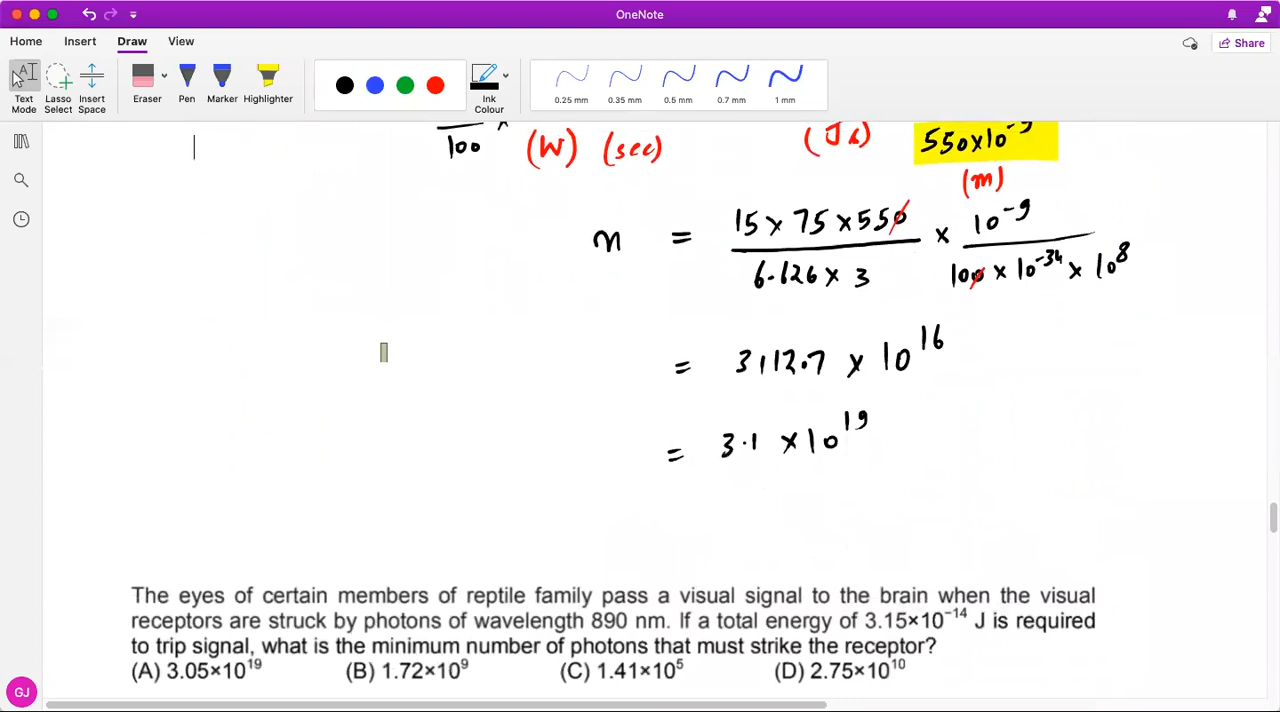 OneNote
Home Insert Draw View
Share
Text Mode
Lasso Select
Insert Space
Eraser
Pen
Marker
Highlighter
Ink Colour
0.25 mm
0.35 mm
0.5 mm
0.7 mm
1 mm
100 × (W) (sec) (Js) 550×10⁻⁹
(m)
n = 15 × 75 × 550 / 6.626 × 3 × 10⁻⁹ / 100 × 10⁻³⁴ × 10⁸
= 3112.7 × 10¹⁶
= 3.1 × 10¹⁹
The eyes of certain members of reptile family pass a visual signal to the brain when the visual
receptors are struck by photons of wavelength 890 nm. If a total energy of 3.15×10⁻¹⁴ J is required
to trip signal, what is the minimum number of photons that must strike the receptor?
(A) 3.05×10¹⁹ (B) 1.72×10⁹ (C) 1.41×10⁵ (D) 2.75×10¹⁰
GJ